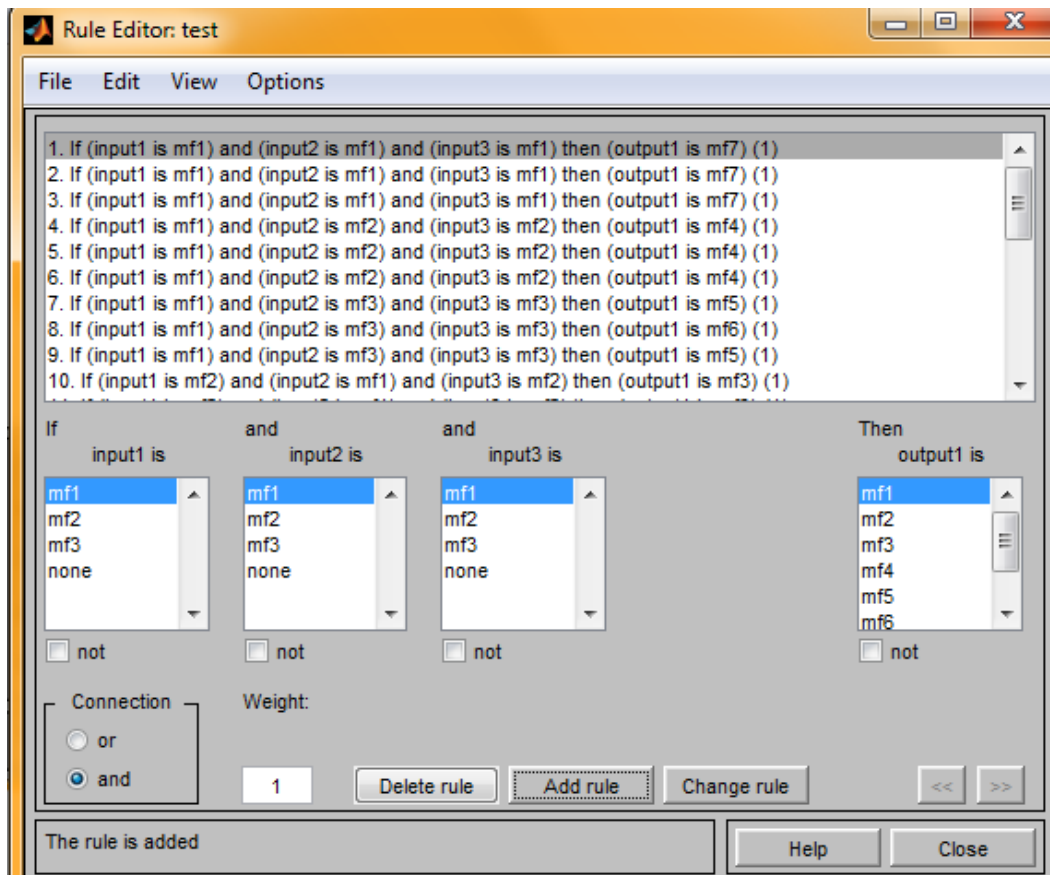 Rule Editor: test
File Edit View Options
1. If (input1 is mf1) and (input2 is mf1) and (input3 is mf1) then (output1 is mf7) (1)
2. If (input1 is mf1) and (input2 is mf1) and (input3 is mf1) then (output1 is mf7) (1)
3. If (input1 is mf1) and (input2 is mf1) and (input3 is mf1) then (output1 is mf7) (1)
4. If (input1 is mf1) and (input2 is mf2) and (input3 is mf2) then (output1 is mf4) (1)
5. If (input1 is mf1) and (input2 is mf2) and (input3 is mf2) then (output1 is mf4) (1)
6. If (input1 is mf1) and (input2 is mf2) and (input3 is mf2) then (output1 is mf4) (1)
7. If (input1 is mf1) and (input2 is mf3) and (input3 is mf3) then (output1 is mf5) (1)
8. If (input1 is mf1) and (input2 is mf3) and (input3 is mf3) then (output1 is mf6) (1)
9. If (input1 is mf1) and (input2 is mf3) and (input3 is mf3) then (output1 is mf5) (1)
10. If (input1 is mf2) and (input2 is mf1) and (input3 is mf2) then (output1 is mf3) (1)
If and and Then
input1 is input2 is input3 is output1 is
mf1 mf1 mf1 mf1
mf2 mf2 mf2 mf2
mf3 mf3 mf3 mf3
none none none mf4
mf5
mf6
not not not not
Connection Weight:
or
and 1 Delete rule Add rule Change rule << >>
The rule is added Help Close